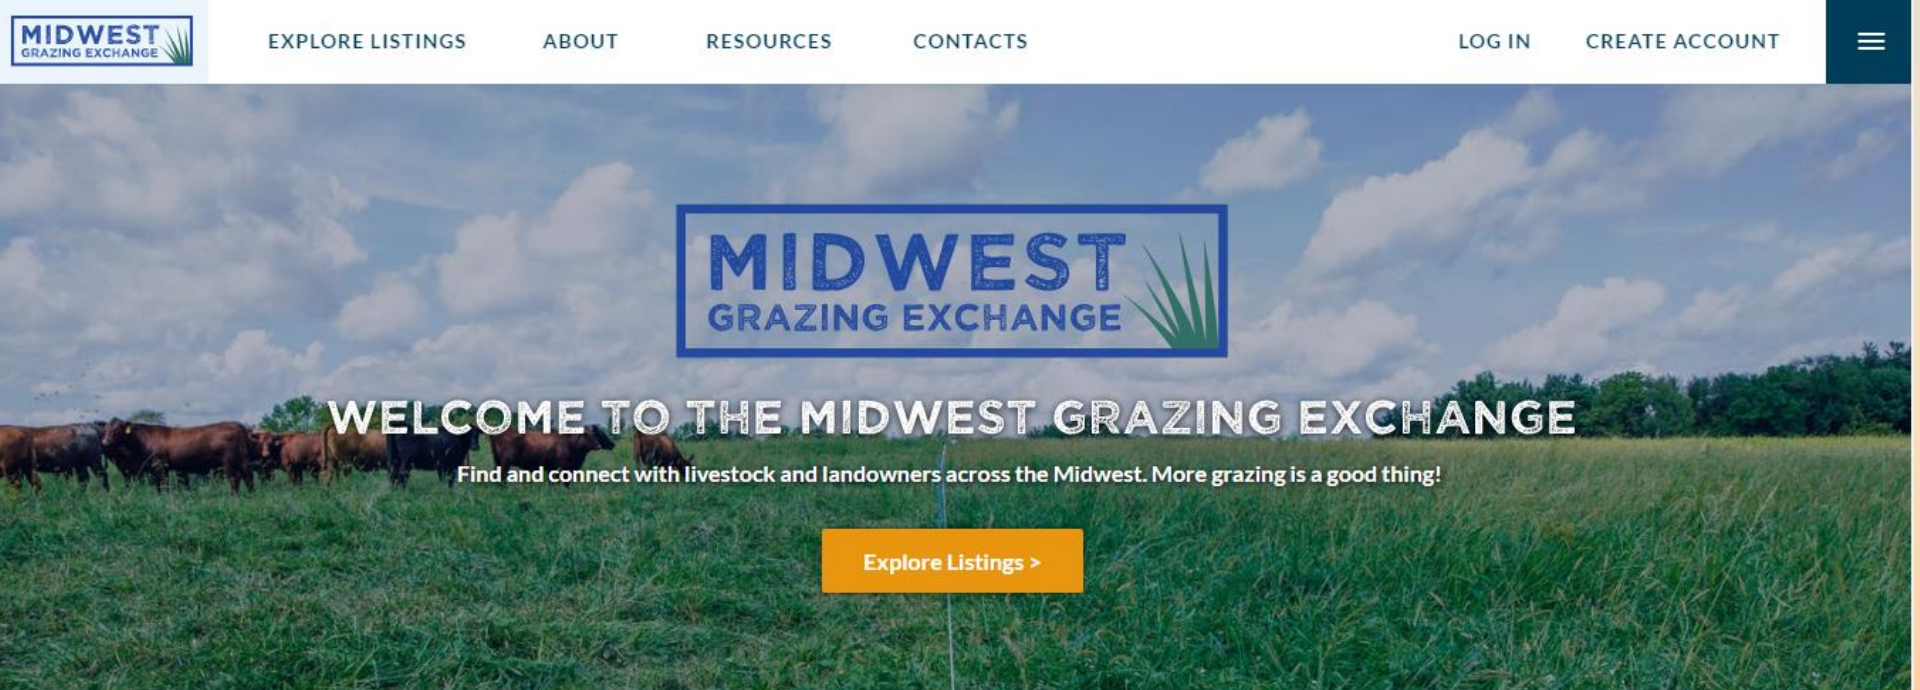 MIDWEST
GRAZING EXCHANGE
EXPLORE LISTINGS
ABOUT
RESOURCES
CONTACTS
LOG IN
CREATE ACCOUNT
MIDWEST
GRAZING EXCHANGE
WELCOME TO THE MIDWEST GRAZING EXCHANGE
Find and connect with livestock and landowners across the Midwest. More grazing is a good thing!
Explore Listings >